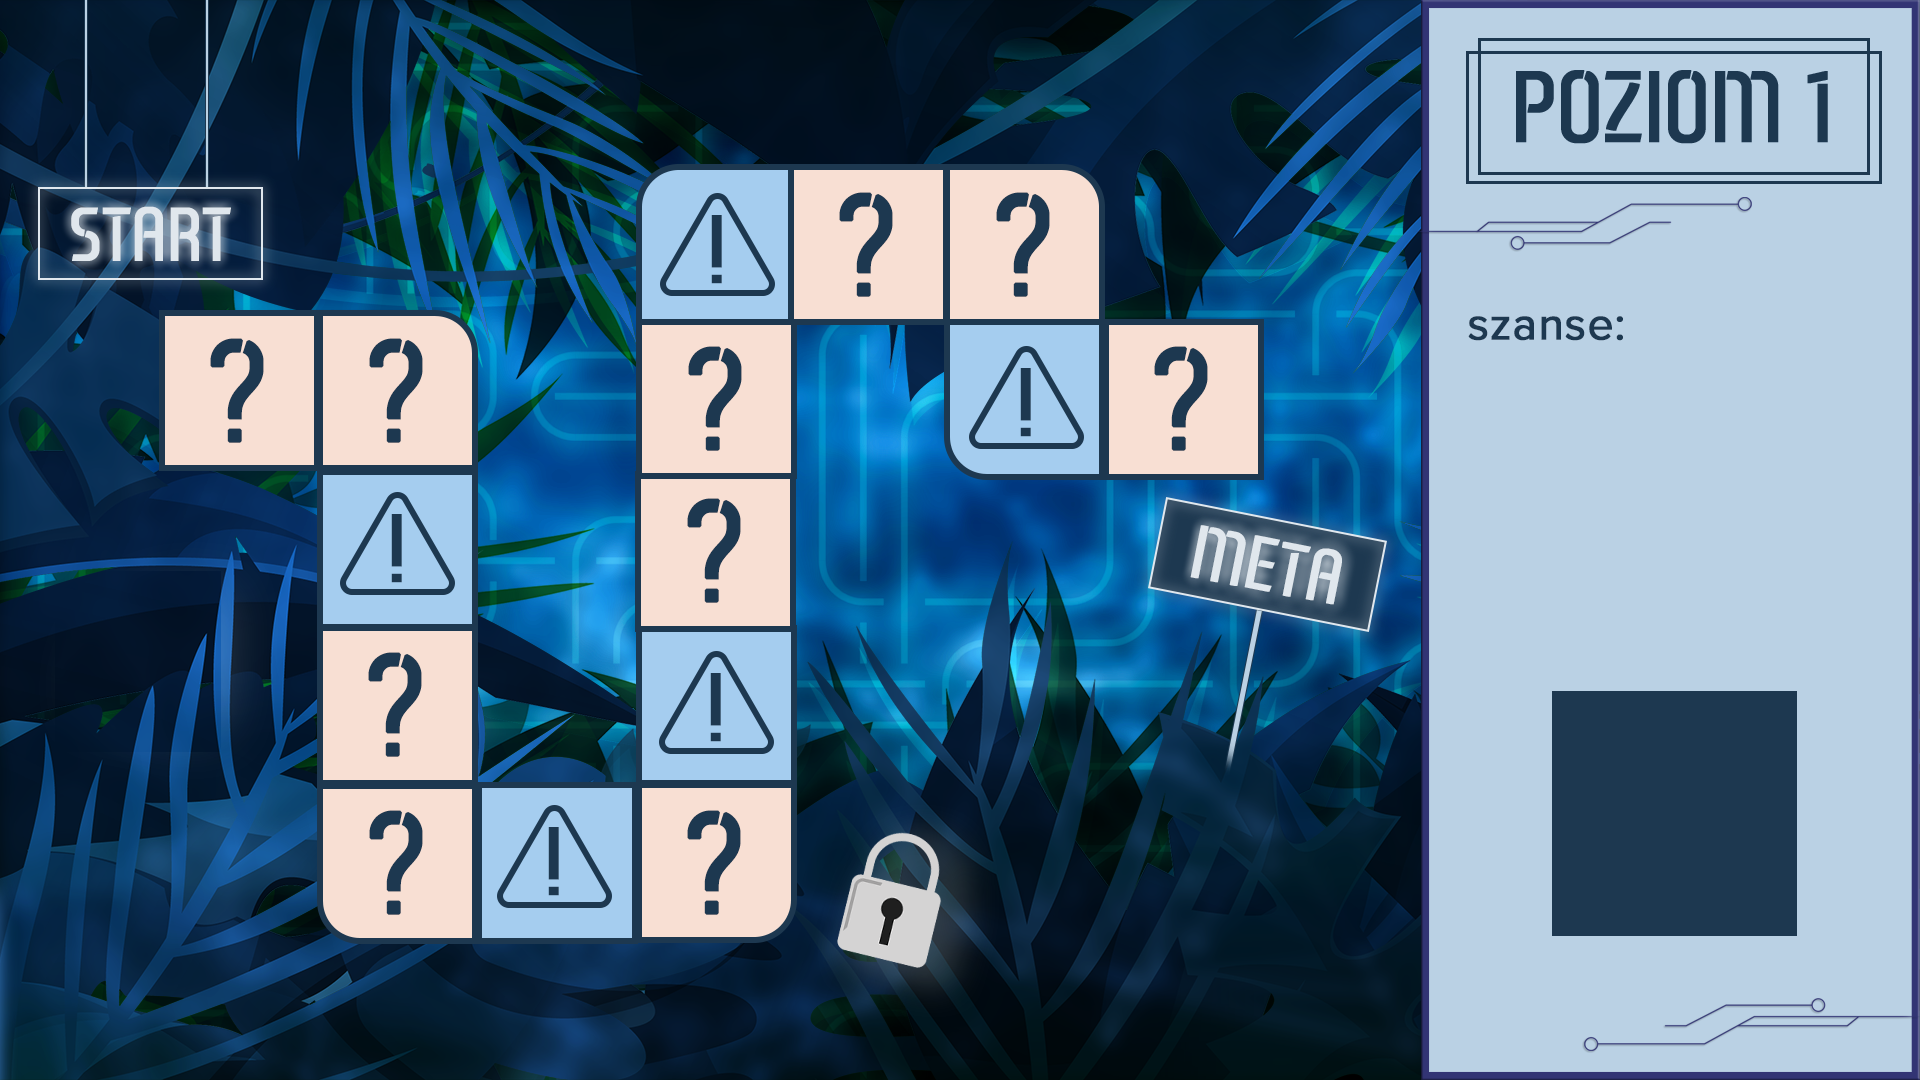 START
POZIOM 1
szanse:
! ? ?
? ? ? ! ?
! ? META
? !
? ! ?